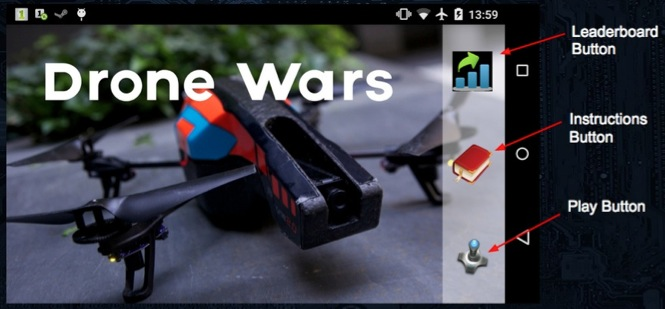 13:59
Drone Wars
Leaderboard
Button
Instructions
Button
Play Button